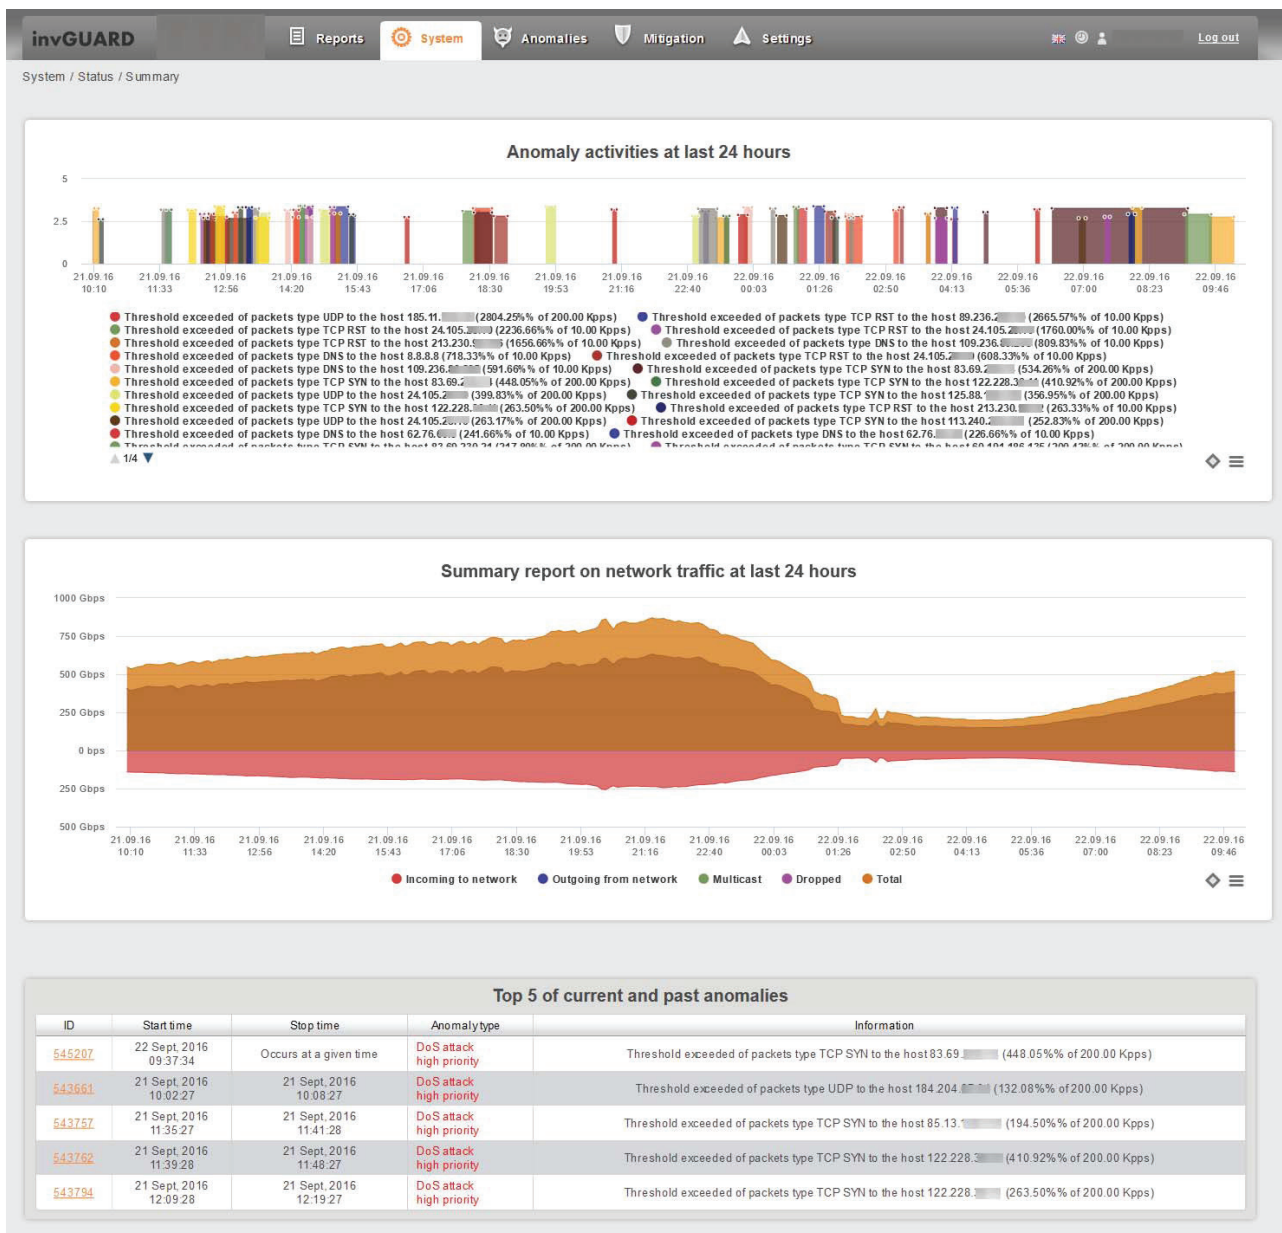 invGUARD
Reports System Anomalies Mitigation Settings Log out
System / Status / Summary
Anomaly activities at last 24 hours
5
2.5
0
21.09.16 21.09.16 21.09.16 21.09.16 21.09.16 21.09.16 21.09.16 21.09.16 21.09.16 21.09.16 22.09.16 22.09.16 22.09.16 22.09.16 22.09.16 22.09.16 22.09.16 22.09.16
10:10 11:33 12:56 14:20 15:43 17:06 18:30 19:53 21:16 22:40 00:03 01:26 02:50 04:13 05:36 07:00 08:23 09:46
Threshold exceeded of packets type UDP to the host 185.11. (2804.25%% of 200.00 Kpps) Threshold exceeded of packets type TCP RST to the host 89.236.2 (2665.57%% of 10.00 Kpps)
Threshold exceeded of packets type TCP RST to the host 24.105. (2236.66%% of 10.00 Kpps) Threshold exceeded of packets type TCP RST to the host 24.105.2 (1760.00%% of 10.00 Kpps)
Threshold exceeded of packets type TCP RST to the host 213.230. (1656.66%% of 10.00 Kpps) Threshold exceeded of packets type DNS to the host 109.236. (809.83%% of 10.00 Kpps)
Threshold exceeded of packets type DNS to the host 8.8.8.8 (718.33%% of 10.00 Kpps) Threshold exceeded of packets type TCP RST to the host 24.105.2 (608.33%% of 10.00 Kpps)
Threshold exceeded of packets type DNS to the host 109.236. (591.66%% of 10.00 Kpps) Threshold exceeded of packets type TCP SYN to the host 83.69.2 (534.26%% of 200.00 Kpps)
Threshold exceeded of packets type TCP SYN to the host 83.69.2 (448.05%% of 200.00 Kpps) Threshold exceeded of packets type TCP SYN to the host 122.228.3 (410.92%% of 200.00 Kpps)
Threshold exceeded of packets type UDP to the host 24.105.2 (399.83%% of 200.00 Kpps) Threshold exceeded of packets type TCP SYN to the host 125.88. (356.95%% of 200.00 Kpps)
Threshold exceeded of packets type TCP SYN to the host 122.228. (263.50%% of 200.00 Kpps) Threshold exceeded of packets type TCP RST to the host 213.230. (263.33%% of 10.00 Kpps)
Threshold exceeded of packets type UDP to the host 24.105. (263.17%% of 200.00 Kpps) Threshold exceeded of packets type TCP SYN to the host 113.240. (252.83%% of 200.00 Kpps)
Threshold exceeded of packets type DNS to the host 62.76. (241.66%% of 10.00 Kpps) Threshold exceeded of packets type DNS to the host 62.76. (226.66%% of 10.00 Kpps)
1/4
Summary report on network traffic at last 24 hours
1000 Gbps
750 Gbps
500 Gbps
250 Gbps
0 bps
250 Gbps
500 Gbps
21.09.16 21.09.16 21.09.16 21.09.16 21.09.16 21.09.16 21.09.16 21.09.16 21.09.16 21.09.16 22.09.16 22.09.16 22.09.16 22.09.16 22.09.16 22.09.16 22.09.16 22.09.16
10:10 11:33 12:56 14:20 15:43 17:06 18:30 19:53 21:16 22:40 00:03 01:26 02:50 04:13 05:36 07:00 08:23 09:46
Incoming to network Outgoing from network Multicast Dropped Total
Top 5 of current and past anomalies
ID Start time Stop time Anomaly type Information
545207 22 Sept, 2016 09:37:34 Occurs at a given time DoS attack high priority Threshold exceeded of packets type TCP SYN to the host 83.69. (448.05%% of 200.00 Kpps)
543661 21 Sept, 2016 10:02:27 21 Sept, 2016 10:08:27 DoS attack high priority Threshold exceeded of packets type UDP to the host 184.204. (132.08%% of 200.00 Kpps)
543757 21 Sept, 2016 11:35:27 21 Sept, 2016 11:41:28 DoS attack high priority Threshold exceeded of packets type TCP SYN to the host 85.13. (194.50%% of 200.00 Kpps)
543762 21 Sept, 2016 11:39:28 21 Sept, 2016 11:48:27 DoS attack high priority Threshold exceeded of packets type TCP SYN to the host 122.228. (410.92%% of 200.00 Kpps)
543794 21 Sept, 2016 12:09:28 21 Sept, 2016 12:19:27 DoS attack high priority Threshold exceeded of packets type TCP SYN to the host 122.228. (263.50%% of 200.00 Kpps)